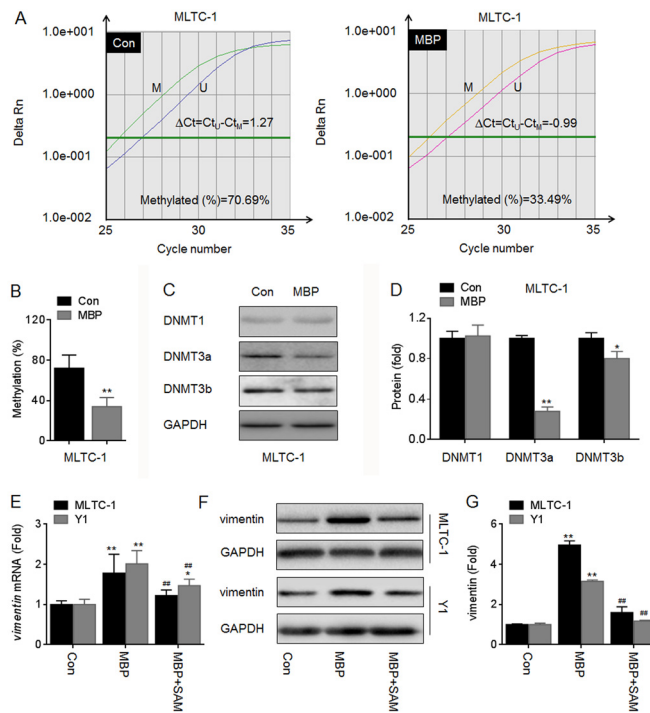 A
MLTC-1
Con
Delta Rn
1.0e+001
1.0e+000
1.0e-001
1.0e-002
M
U
ΔCt=CtU-CtM=1.27
Methylated (%)=70.69%
25
30
35
Cycle number
MLTC-1
MBP
Delta Rn
1.0e+001
1.0e+000
1.0e-001
1.0e-002
M
U
ΔCt=CtU-CtM=-0.99
Methylated (%)=33.49%
25
30
35
Cycle number
B
Con
MBP
Methylation (%)
120
80
40
0
**
MLTC-1
C
Con MBP
DNMT1
DNMT3a
DNMT3b
GAPDH
MLTC-1
D
Con
MBP
MLTC-1
Protein (fold)
1.2
0.8
0.4
0.0
**
*
DNMT1 DNMT3a DNMT3b
E
MLTC-1
Y1
vimentin mRNA (Fold)
3
2
1
0
** **
## ##
*
Con
MBP
MBP+SAM
F
vimentin
GAPDH
MLTC-1
vimentin
GAPDH
Y1
Con
MBP
MBP+SAM
G
MLTC-1
Y1
vimentin (Fold)
8
6
4
2
0
**
**
##
##
Con
MBP
MBP+SAM